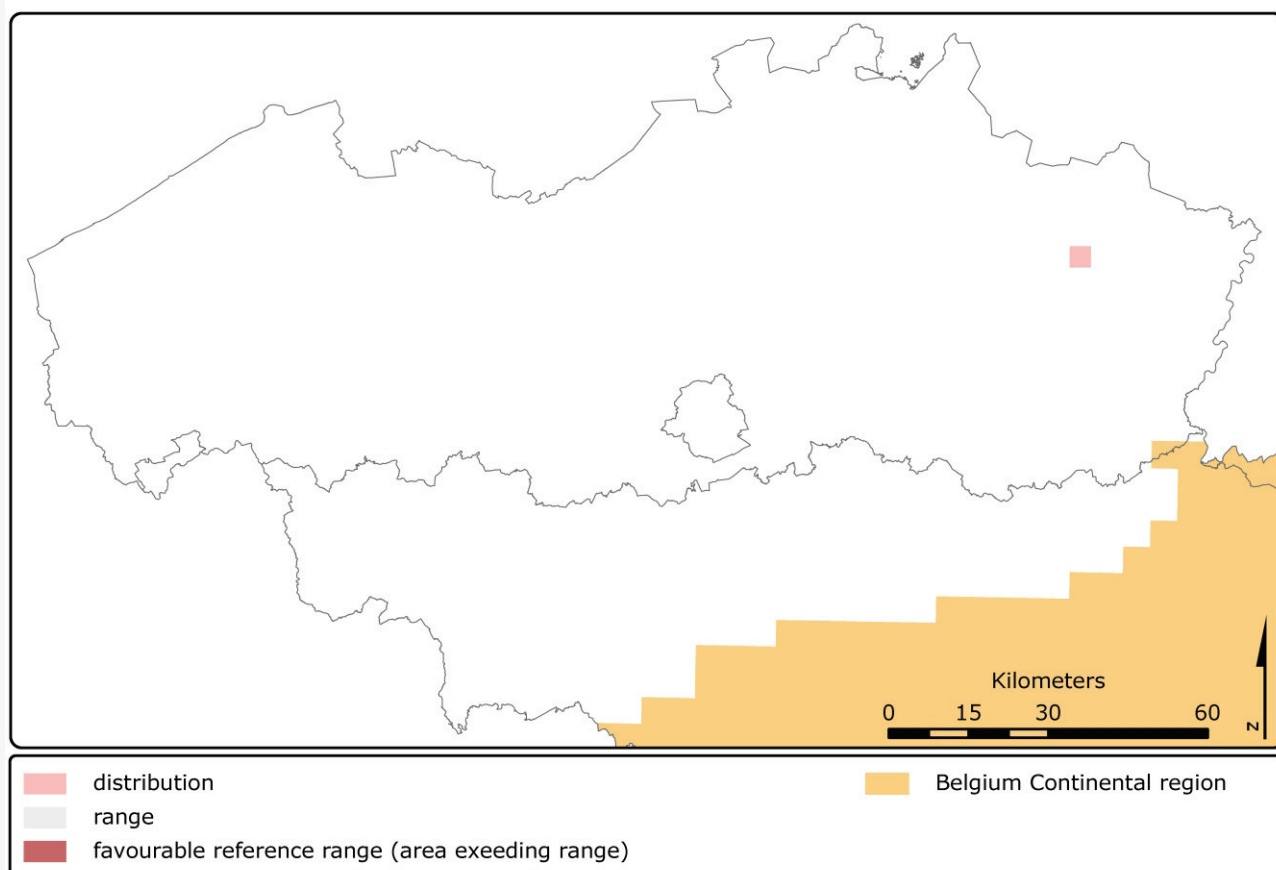 Kilometers
0 15 30 60
N
distribution
Belgium Continental region
range
favourable reference range (area exeeding range)